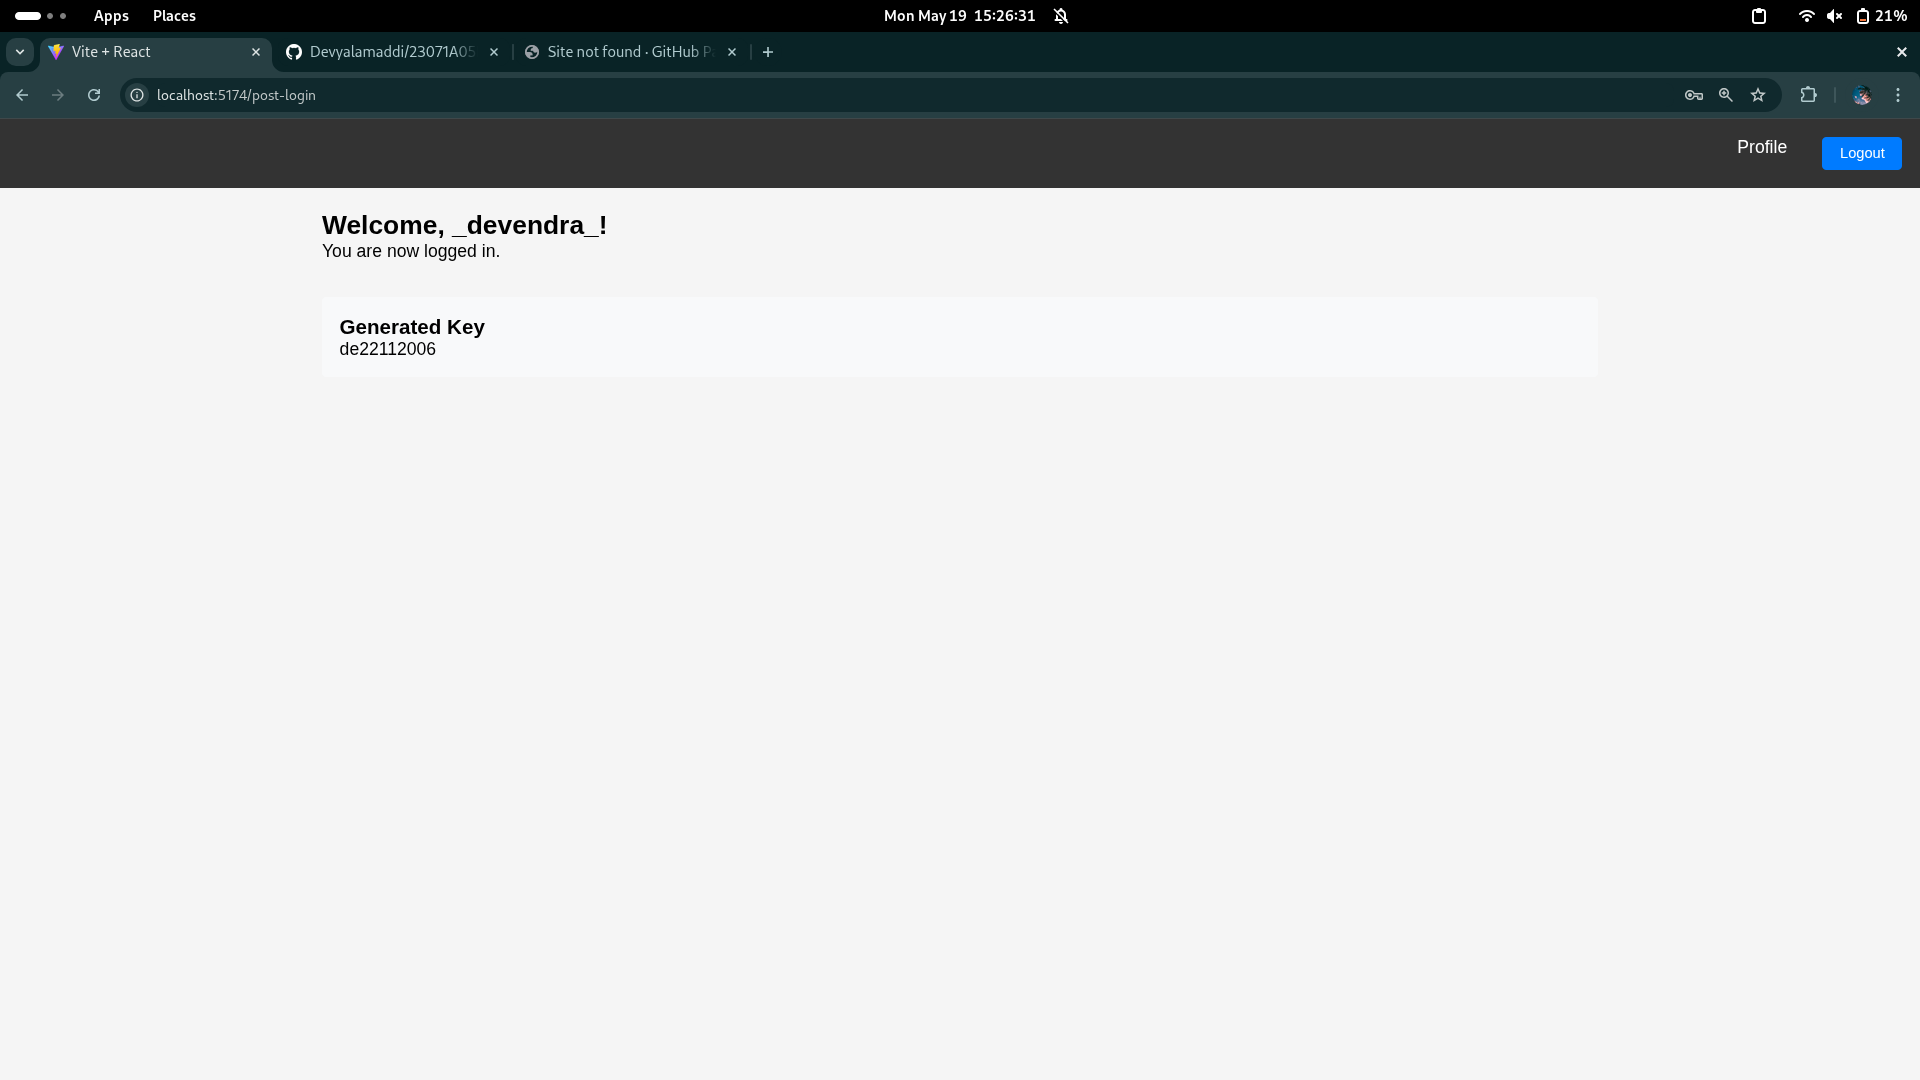 Apps Places Mon May 19 15:26:31 21%
Vite + React Devyalamaddi/23071A05 Site not found · GitHub
localhost:5174/post-login
Profile Logout
Welcome, _devendra_!
You are now logged in.
Generated Key
de22112006